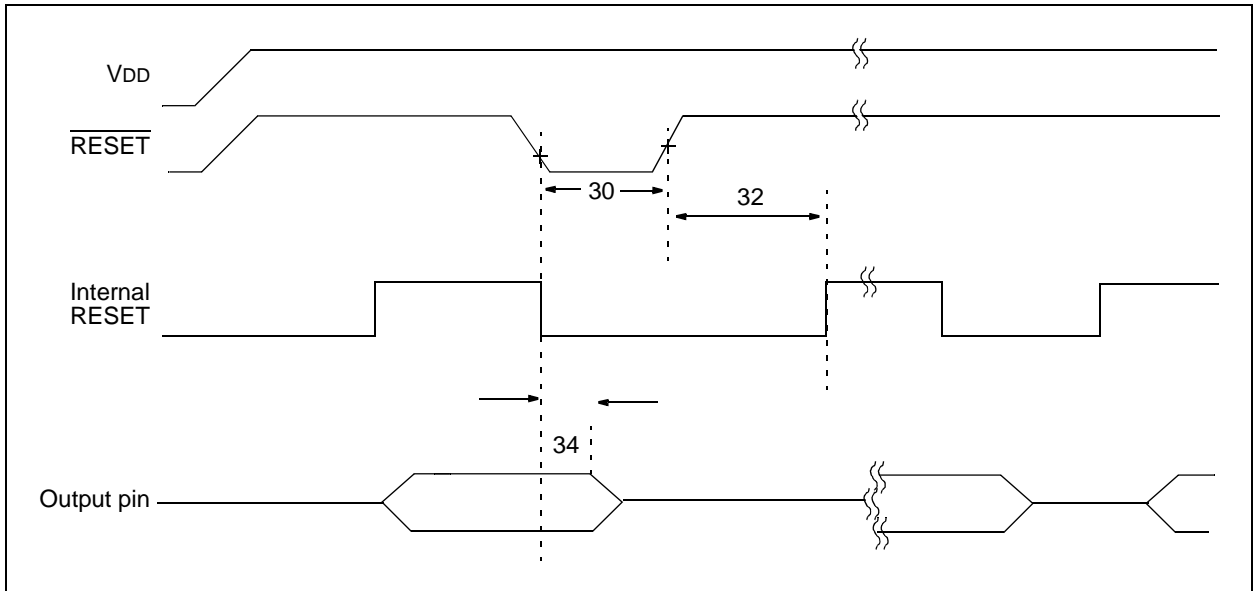 VDD
RESET
30
32
Internal
RESET
34
Output pin